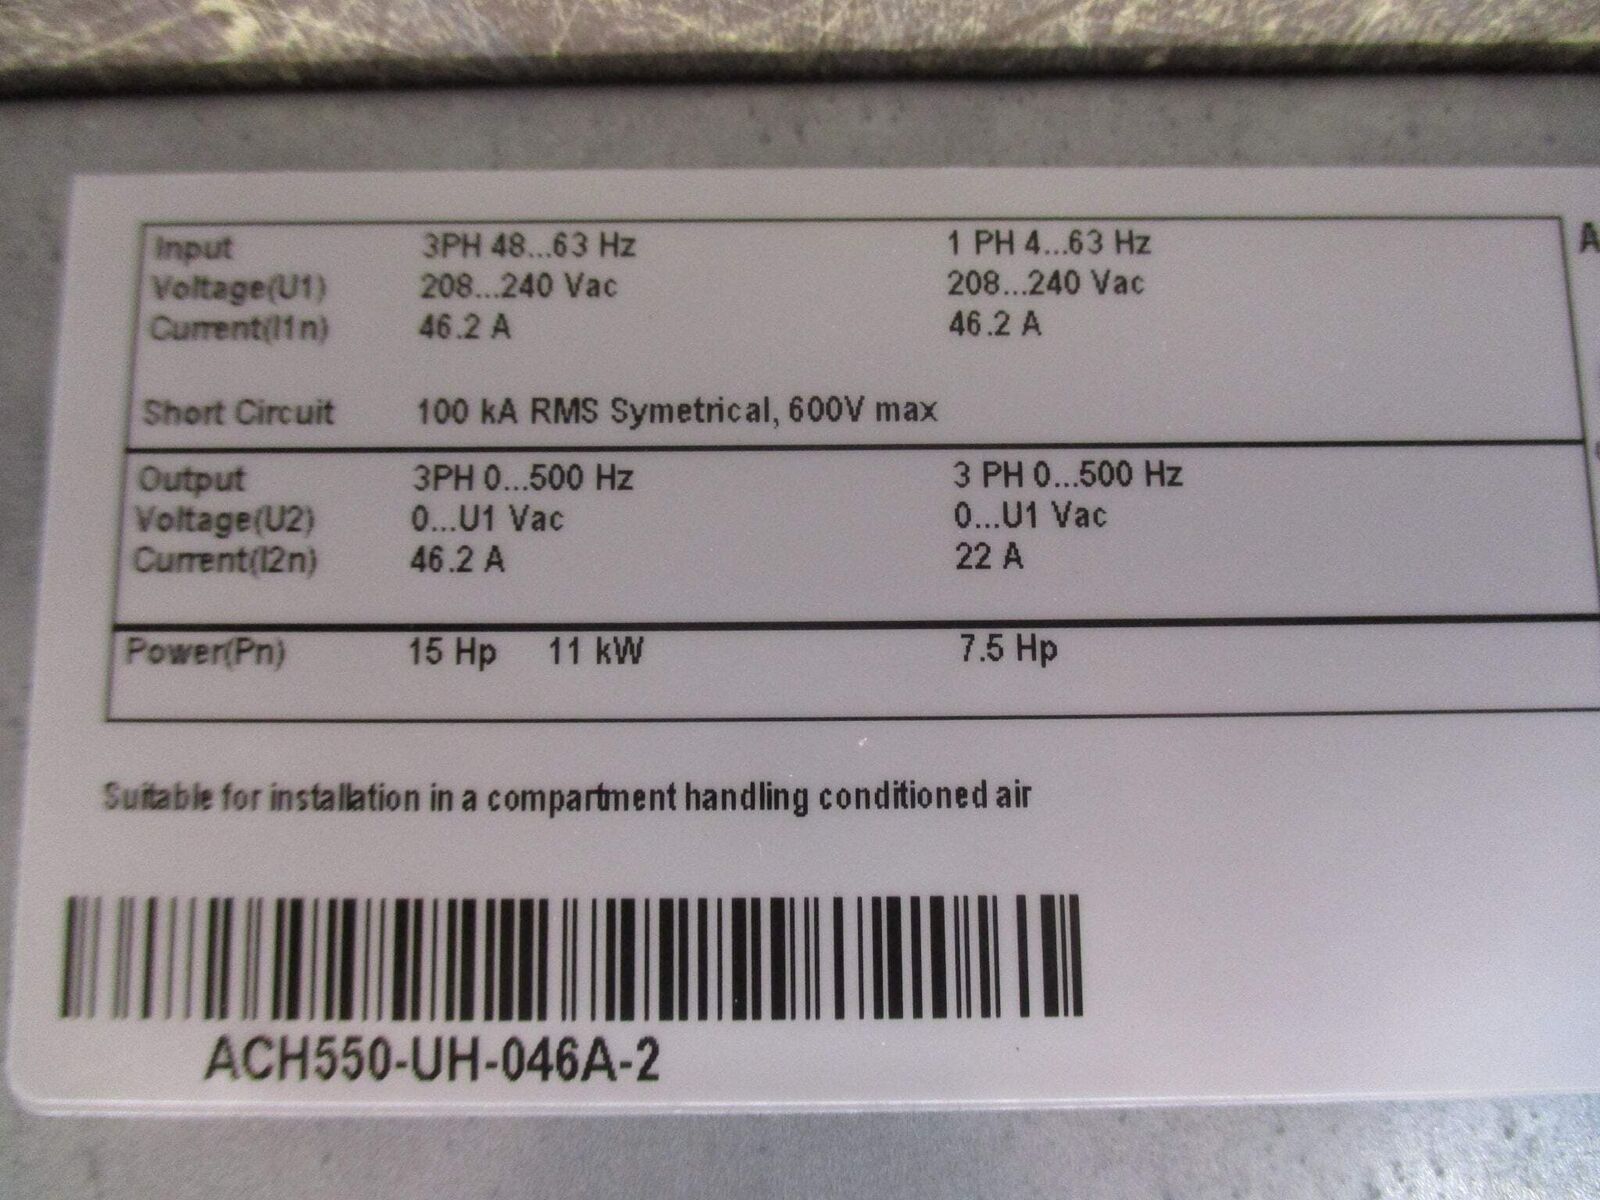 Input 3PH 48...63 Hz 1 PH 4...63 Hz
Voltage(U1) 208...240 Vac 208...240 Vac
Current(I1n) 46.2 A 46.2 A
Short Circuit 100 kA RMS Symetrical, 600V max
Output 3PH 0...500 Hz 3 PH 0...500 Hz
Voltage(U2) 0...U1 Vac 0...U1 Vac
Current(I2n) 46.2 A 22 A
Power(Pn) 15 Hp 11 kW 7.5 Hp
Suitable for installation in a compartment handling conditioned air
ACH550-UH-046A-2